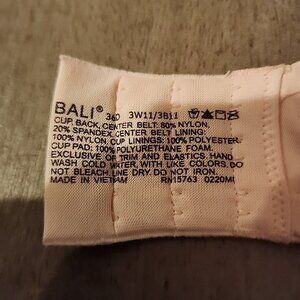 BALI® 360 3W11/3B11
CUP, BACK, CENTER BELT: 80% NYLON,
20% SPANDEX. CENTER BELT LINING:
100% NYLON. CUP LININGS: 100% POLYESTER.
CUP PAD: 100% POLYURETHANE FOAM.
EXCLUSIVE OF TRIM AND ELASTICS. HAND
WASH COLD WATER, WITH LIKE COLORS. DO
NOT BLEACH. LINE DRY. DO NOT IRON.
MADE IN VIETNAM RN15763 0220MU